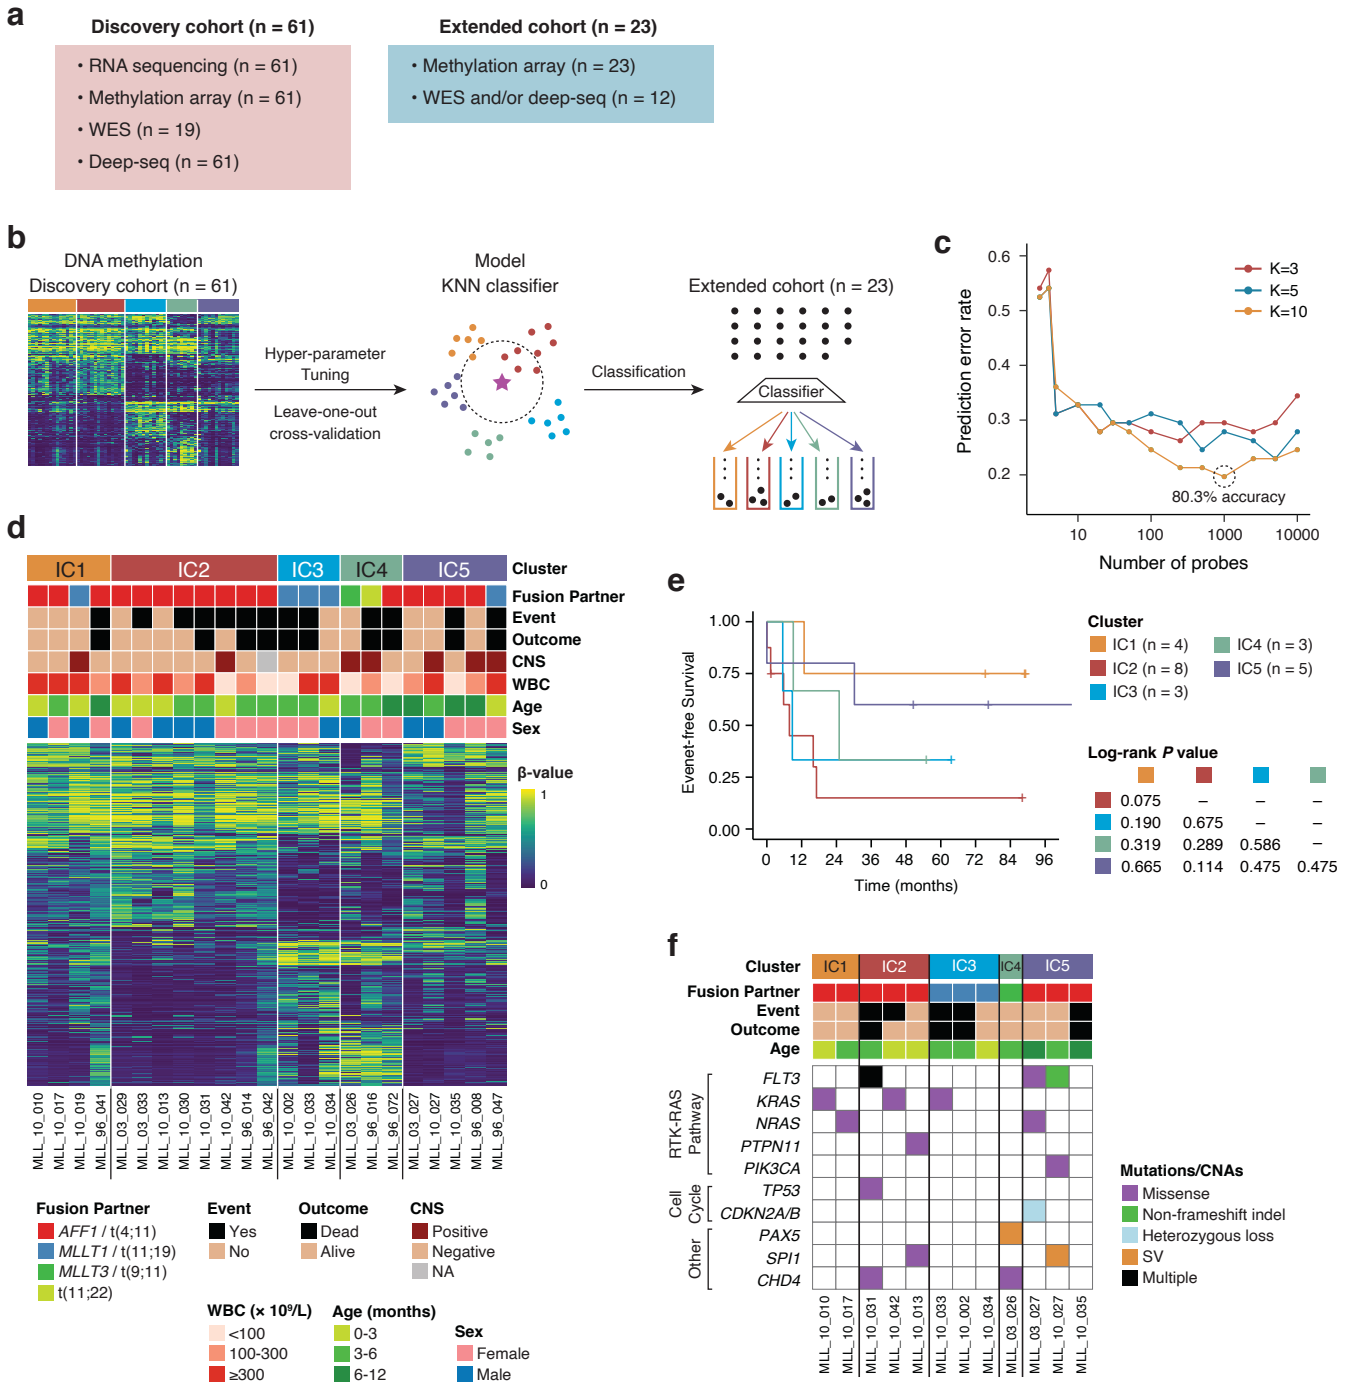 a
Discovery cohort (n = 61)
• RNA sequencing (n = 61)
• Methylation array (n = 61)
• WES (n = 19)
• Deep-seq (n = 61)
Extended cohort (n = 23)
• Methylation array (n = 23)
• WES and/or deep-seq (n = 12)
b
DNA methylation
Discovery cohort (n = 61)
Hyper-parameter
Tuning
Leave-one-out
cross-validation
Model
KNN classifier
Classification
Extended cohort (n = 23)
Classifier
c
Prediction error rate
0.6
0.5
0.4
0.3
0.2
K=3
K=5
K=10
80.3% accuracy
10 100 1000 10000
Number of probes
d
IC1 IC2 IC3 IC4 IC5 Cluster
Fusion Partner
Event
Outcome
CNS
WBC
Age
Sex
β-value
1
0
MLL_10_010
MLL_10_017
MLL_10_019
MLL_96_041
MLL_03_029
MLL_03_033
MLL_10_013
MLL_10_030
MLL_10_031
MLL_10_042
MLL_96_014
MLL_96_042
MLL_10_002
MLL_10_033
MLL_10_034
MLL_03_026
MLL_96_016
MLL_96_072
MLL_03_027
MLL_10_027
MLL_10_035
MLL_96_008
MLL_96_047
Fusion Partner
AFF1 / t(4;11)
MLLT1 / t(11;19)
MLLT3 / t(9;11)
t(11;22)
Event
Yes
No
Outcome
Dead
Alive
CNS
Positive
Negative
NA
WBC (× 10⁹/L)
<100
100-300
≥300
Age (months)
0-3
3-6
6-12
Sex
Female
Male
e
Evenet-free Survival
1.00
0.75
0.50
0.25
0.00
0 12 24 36 48 60 72 84 96
Time (months)
Cluster
IC1 (n = 4) IC4 (n = 3)
IC2 (n = 8) IC5 (n = 5)
IC3 (n = 3)
Log-rank P value
0.075 – – –
0.190 0.675 – –
0.319 0.289 0.586 –
0.665 0.114 0.475 0.475
f
Cluster IC1 IC2 IC3 IC4 IC5
Fusion Partner
Event
Outcome
Age
RTK-RAS
Pathway
FLT3
KRAS
NRAS
PTPN11
PIK3CA
Cell
Cycle
TP53
CDKN2A/B
Other
PAX5
SPI1
CHD4
MLL_10_010
MLL_10_017
MLL_10_031
MLL_10_042
MLL_10_013
MLL_10_033
MLL_10_002
MLL_10_034
MLL_03_026
MLL_03_027
MLL_10_027
MLL_10_035
Mutations/CNAs
Missense
Non-frameshift indel
Heterozygous loss
SV
Multiple